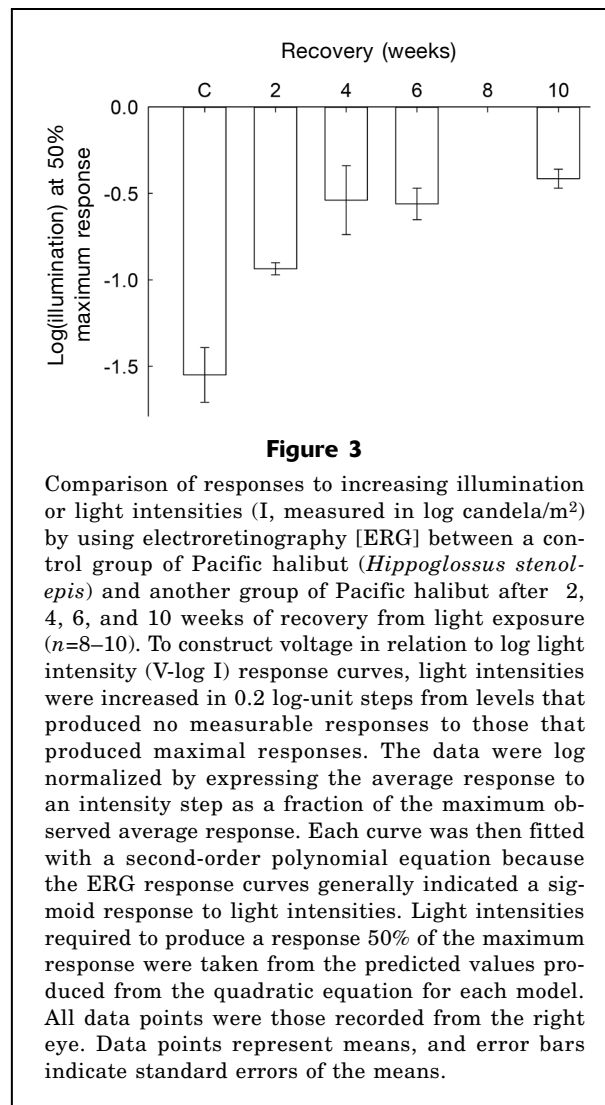 Recovery (weeks)
C 2 4 6 8 10
0.0
-0.5
-1.0
-1.5
Log(illumination) at 50%
maximum response
Figure 3
Comparison of responses to increasing illumination
or light intensities (I, measured in log candela/m²)
by using electroretinography [ERG] between a con-
trol group of Pacific halibut (Hippoglossus stenol-
epis) and another group of Pacific halibut after 2,
4, 6, and 10 weeks of recovery from light exposure
(n=8–10). To construct voltage in relation to log light
intensity (V-log I) response curves, light intensities
were increased in 0.2 log-unit steps from levels that
produced no measurable responses to those that
produced maximal responses. The data were log
normalized by expressing the average response to
an intensity step as a fraction of the maximum ob-
served average response. Each curve was then fitted
with a second-order polynomial equation because
the ERG response curves generally indicated a sig-
moid response to light intensities. Light intensities
required to produce a response 50% of the maximum
response were taken from the predicted values pro-
duced from the quadratic equation for each model.
All data points were those recorded from the right
eye. Data points represent means, and error bars
indicate standard errors of the means.